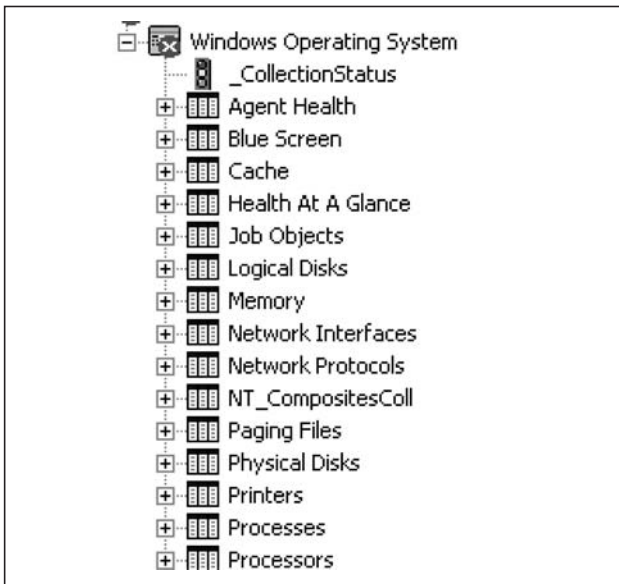 Windows Operating System
_CollectionStatus
Agent Health
Blue Screen
Cache
Health At A Glance
Job Objects
Logical Disks
Memory
Network Interfaces
Network Protocols
NT_CompositesColl
Paging Files
Physical Disks
Printers
Processes
Processors